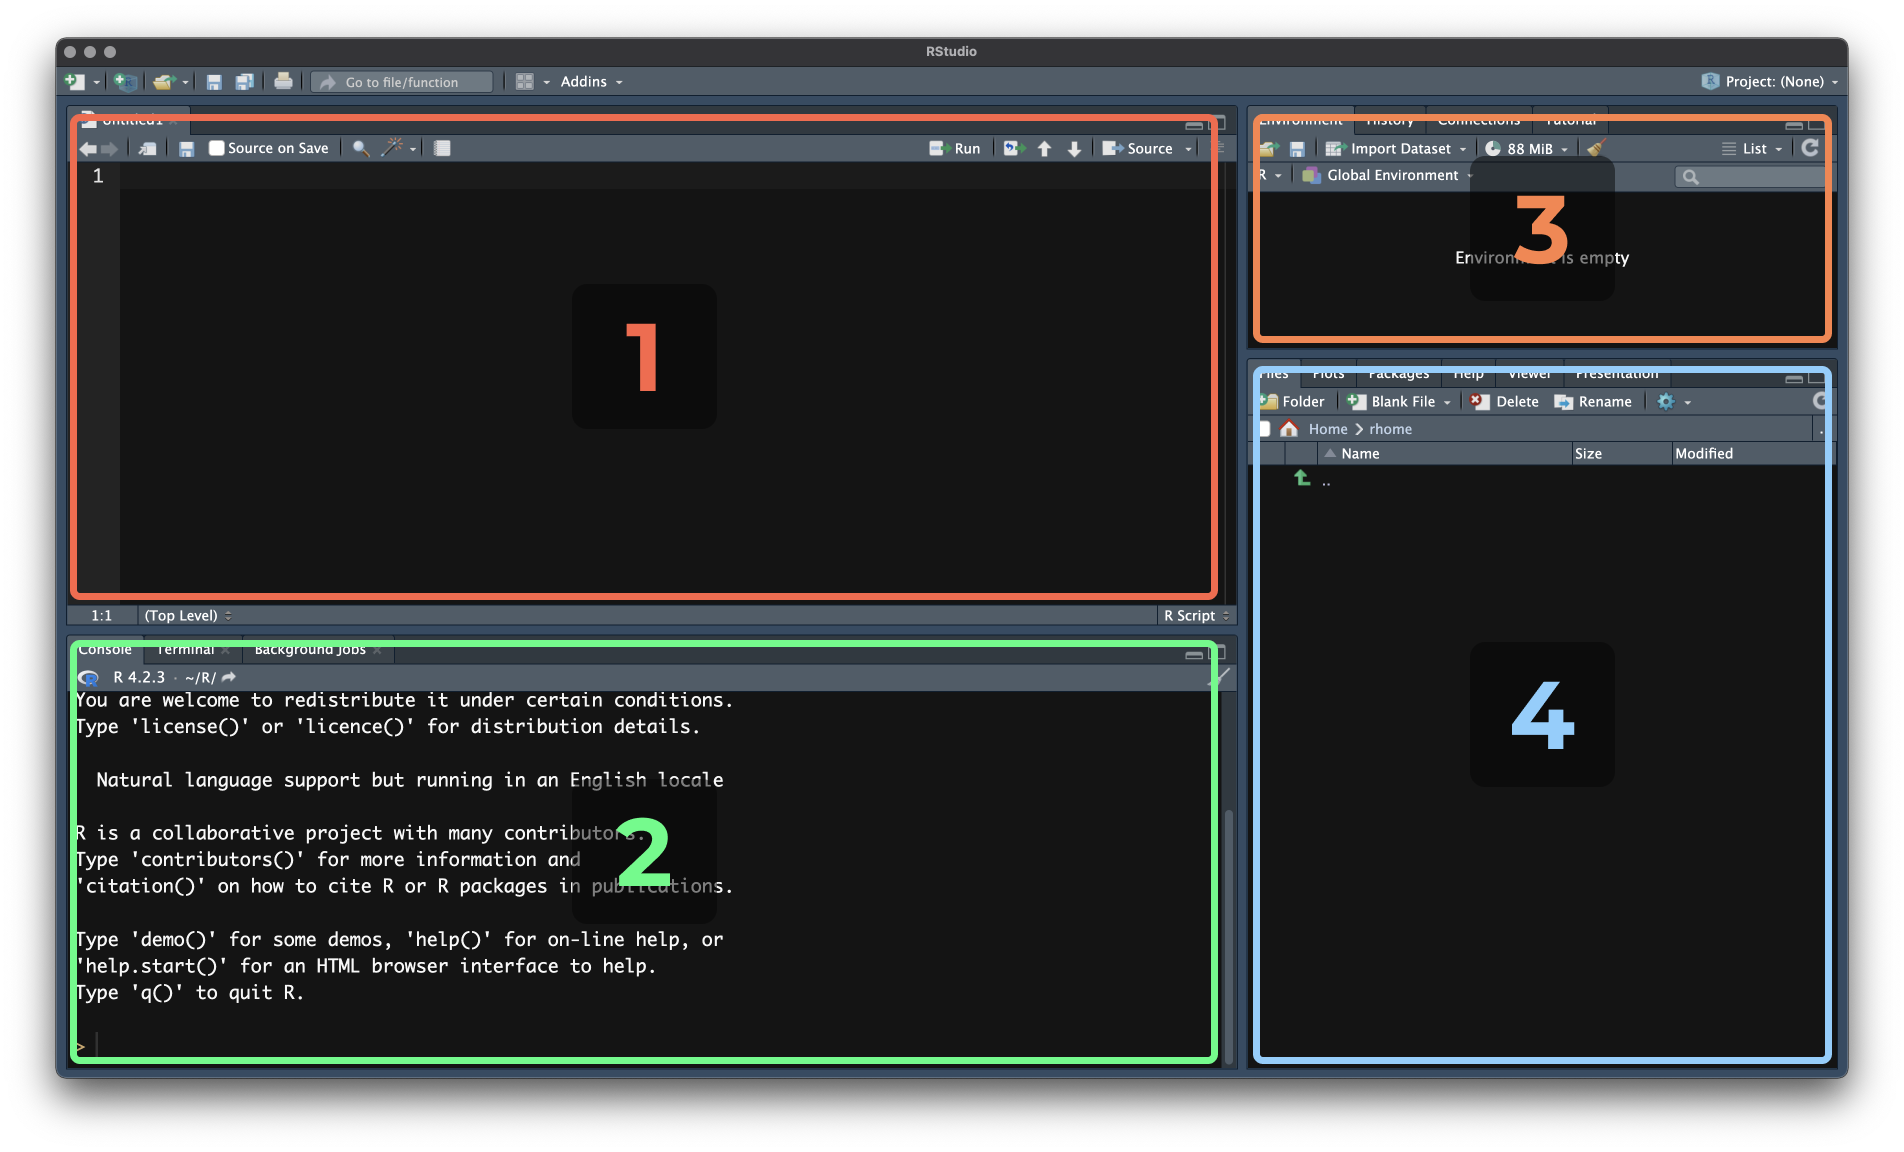 RStudio
Go to file/function
Addins
Project: (None)
Untitled1
Source on Save
Run
Source
1
1
1:1
(Top Level)
R Script
Console
Terminal
Background Jobs
R 4.2.3 · ~/R/
You are welcome to redistribute it under certain conditions.
Type 'license()' or 'licence()' for distribution details.
Natural language support but running in an English locale
R is a collaborative project with many contributors.
Type 'contributors()' for more information and
'citation()' on how to cite R or R packages in publications.
Type 'demo()' for some demos, 'help()' for on-line help, or
'help.start()' for an HTML browser interface to help.
Type 'q()' to quit R.
>
2
Environment
History
Connections
Tutorial
Import Dataset
88 MiB
List
R
Global Environment
Environment is empty
3
Files
Plots
Packages
Help
Viewer
Presentation
Folder
Blank File
Delete
Rename
Home
rhome
Name
Size
Modified
..
4